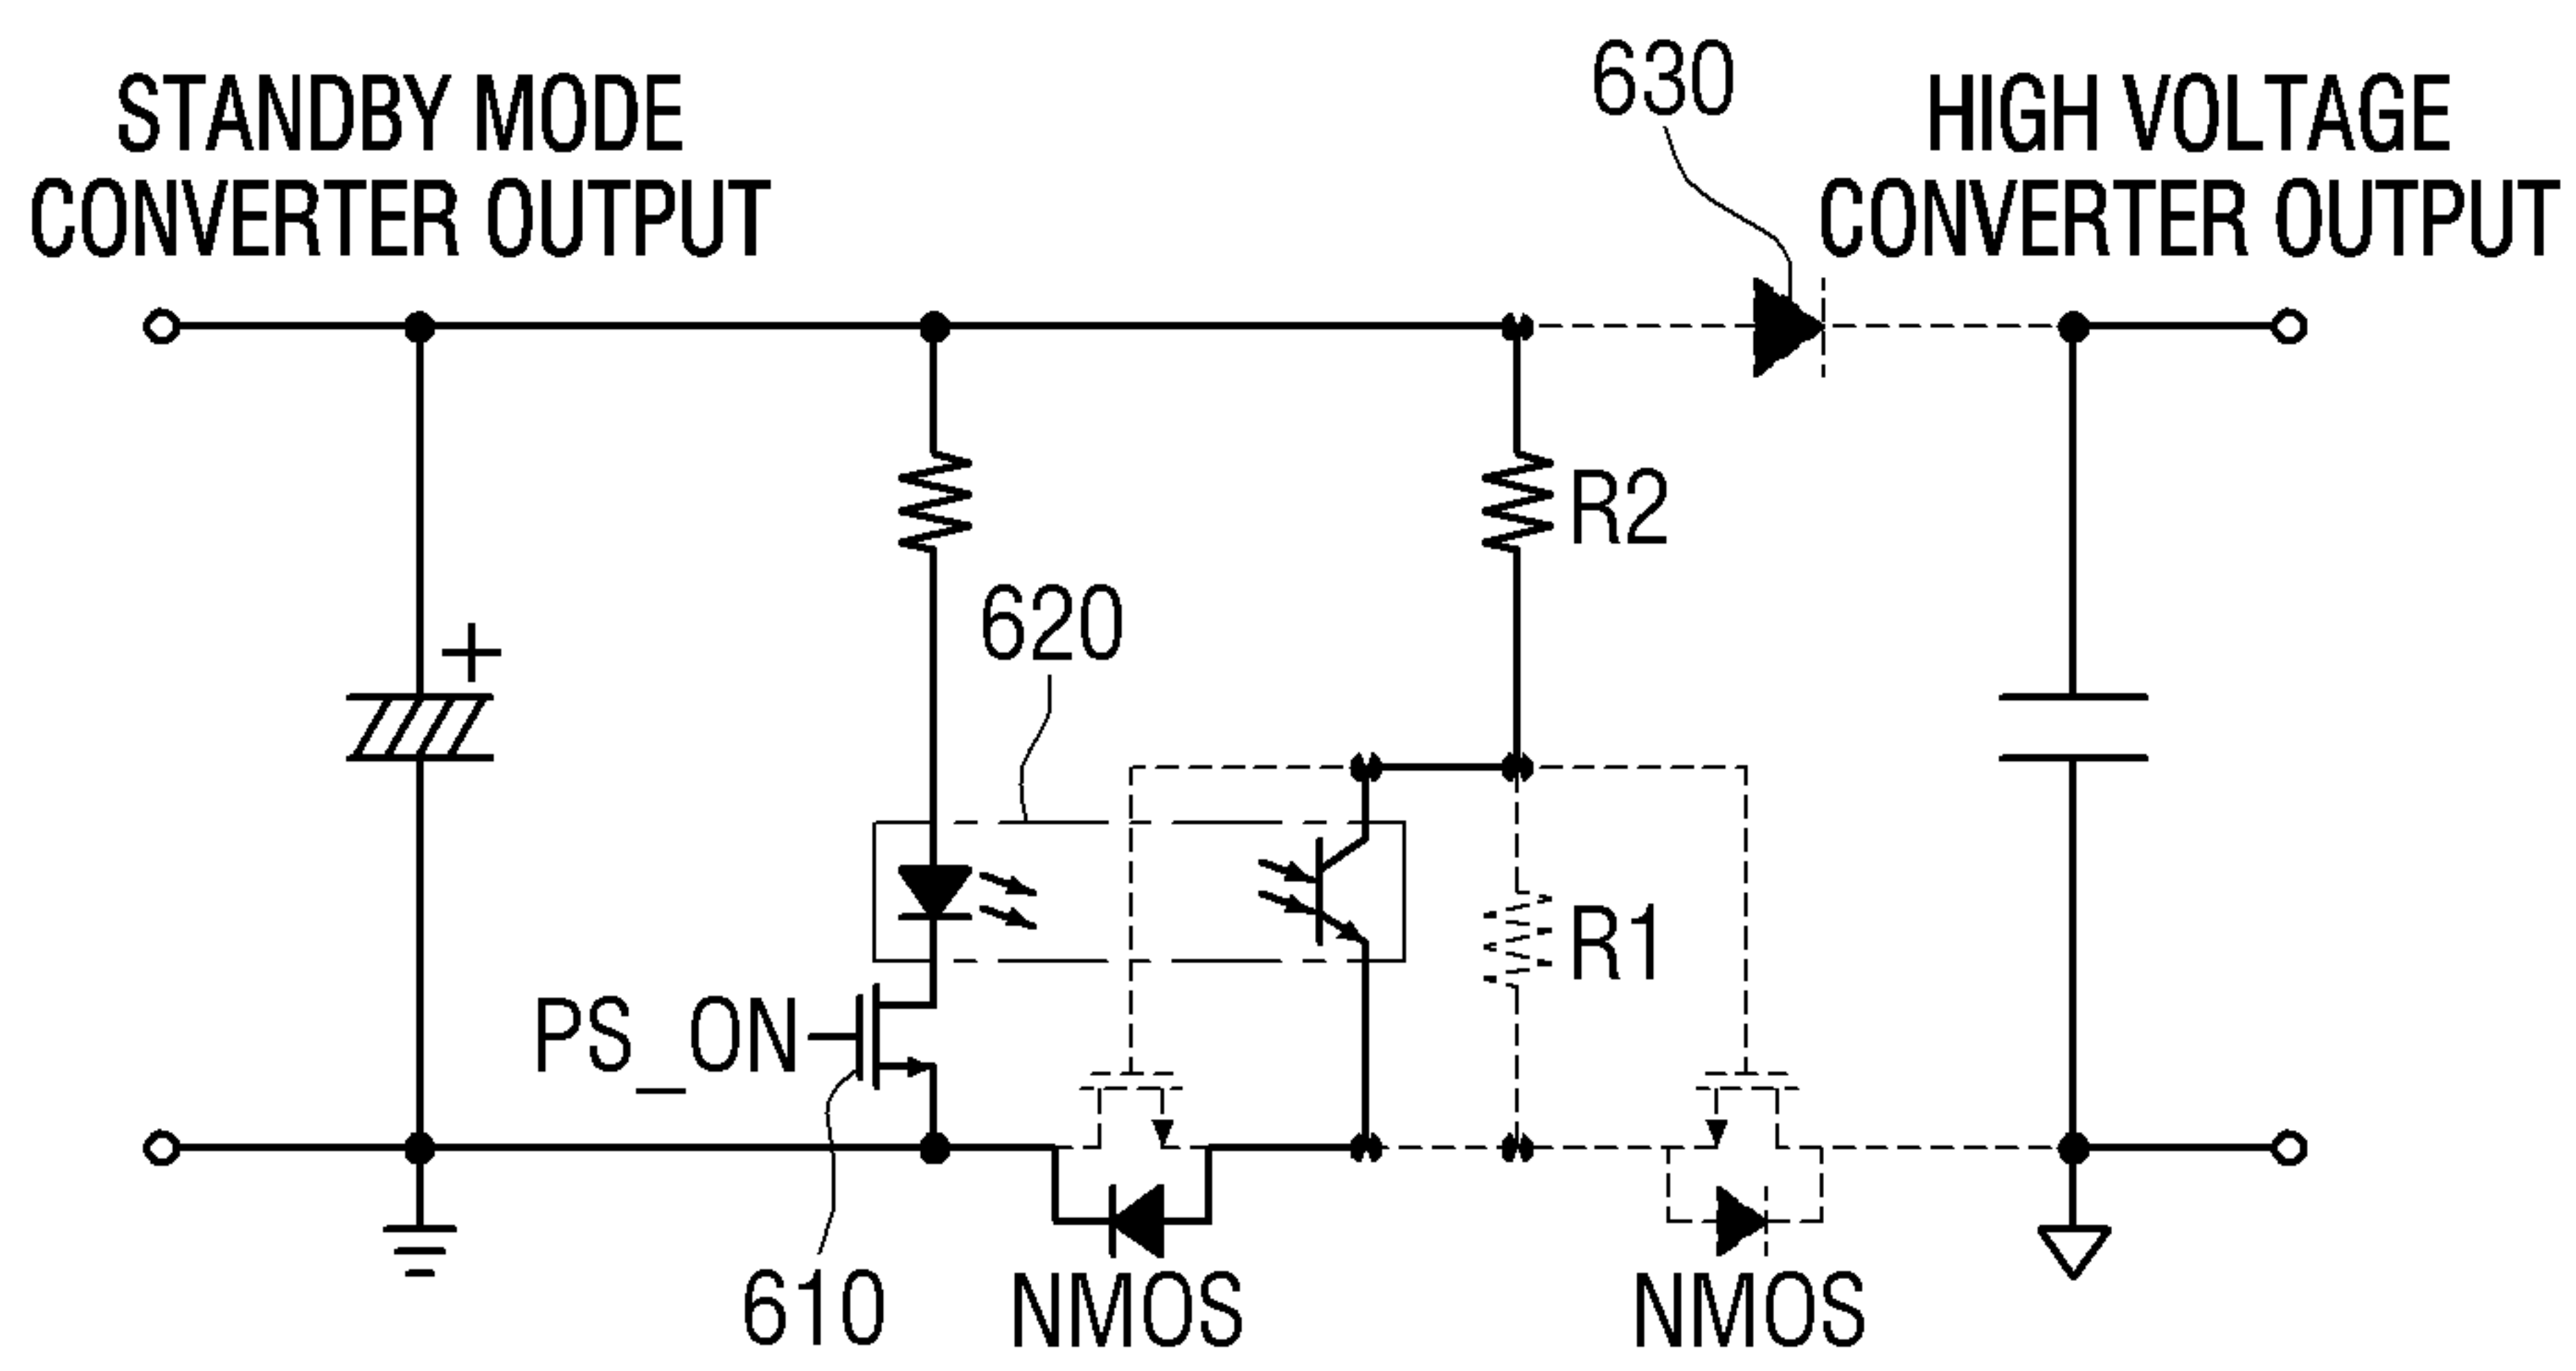 630
STANDBY MODE
CONVERTER OUTPUT
HIGH VOLTAGE
CONVERTER OUTPUT
R2
620
+
R1
PS_ON
610
NMOS
NMOS